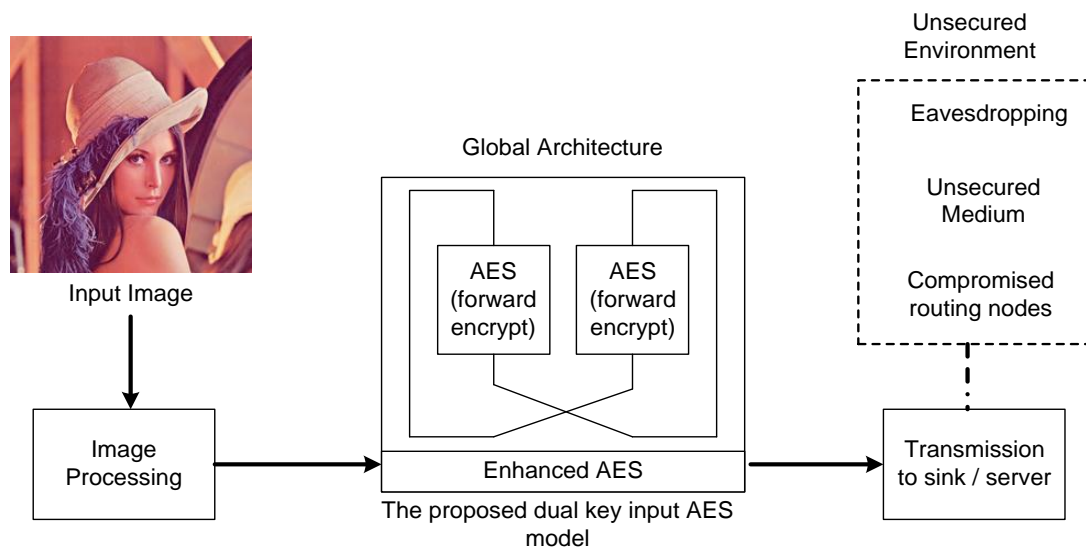 Input Image
Image
Processing
Global Architecture
AES
(forward
encrypt)
AES
(forward
encrypt)
Enhanced AES
The proposed dual key input AES
model
Unsecured
Environment
Eavesdropping
Unsecured
Medium
Compromised
routing nodes
Transmission
to sink / server